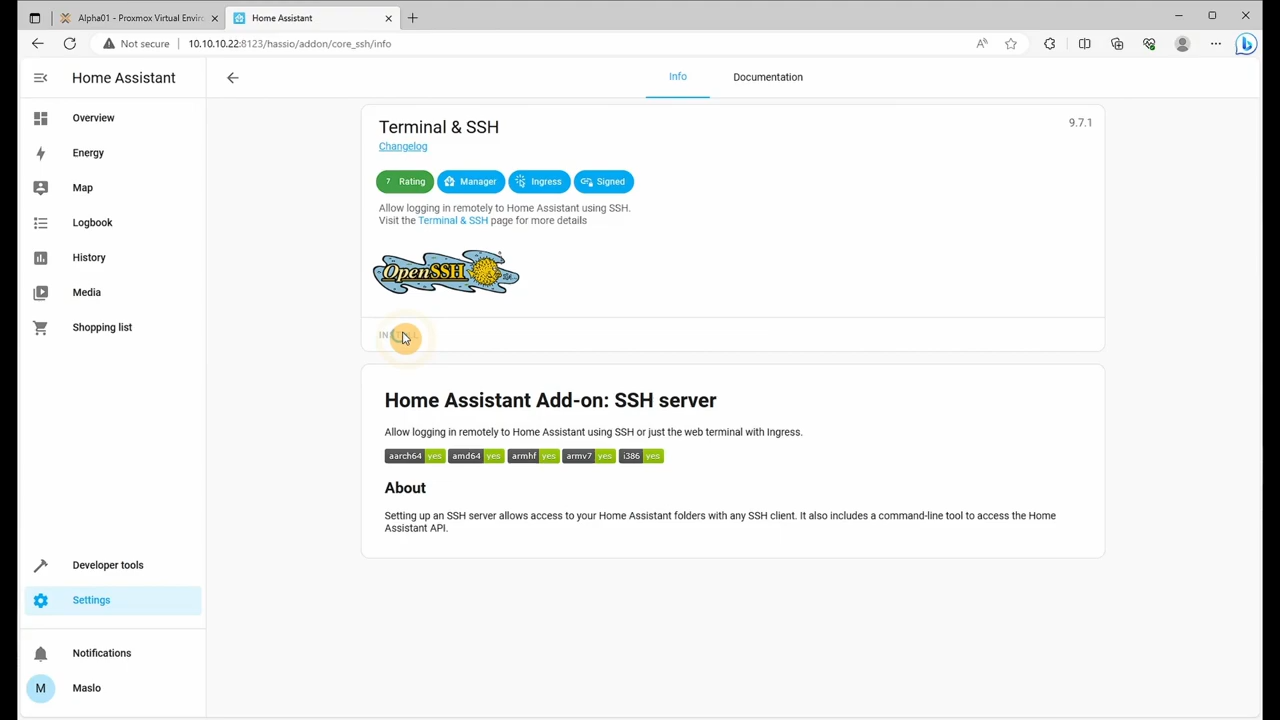 Alpha01 - Proxmox Virtual Enviro
Home Assistant
Not secure
10.10.10.22:8123/hassio/addon/core_ssh/info
Home Assistant
Info
Documentation
Overview
Energy
Map
Logbook
History
Media
Shopping list
Developer tools
Settings
Notifications
M
Maslo
Terminal & SSH
9.7.1
Changelog
7 Rating
Manager
Ingress
Signed
Allow logging in remotely to Home Assistant using SSH.
Visit the Terminal & SSH page for more details
OpenSSH
INSTALL
Home Assistant Add-on: SSH server
Allow logging in remotely to Home Assistant using SSH or just the web terminal with Ingress.
aarch64 yes amd64 yes armhf yes armv7 yes i386 yes
About
Setting up an SSH server allows access to your Home Assistant folders with any SSH client. It also includes a command-line tool to access the Home
Assistant API.